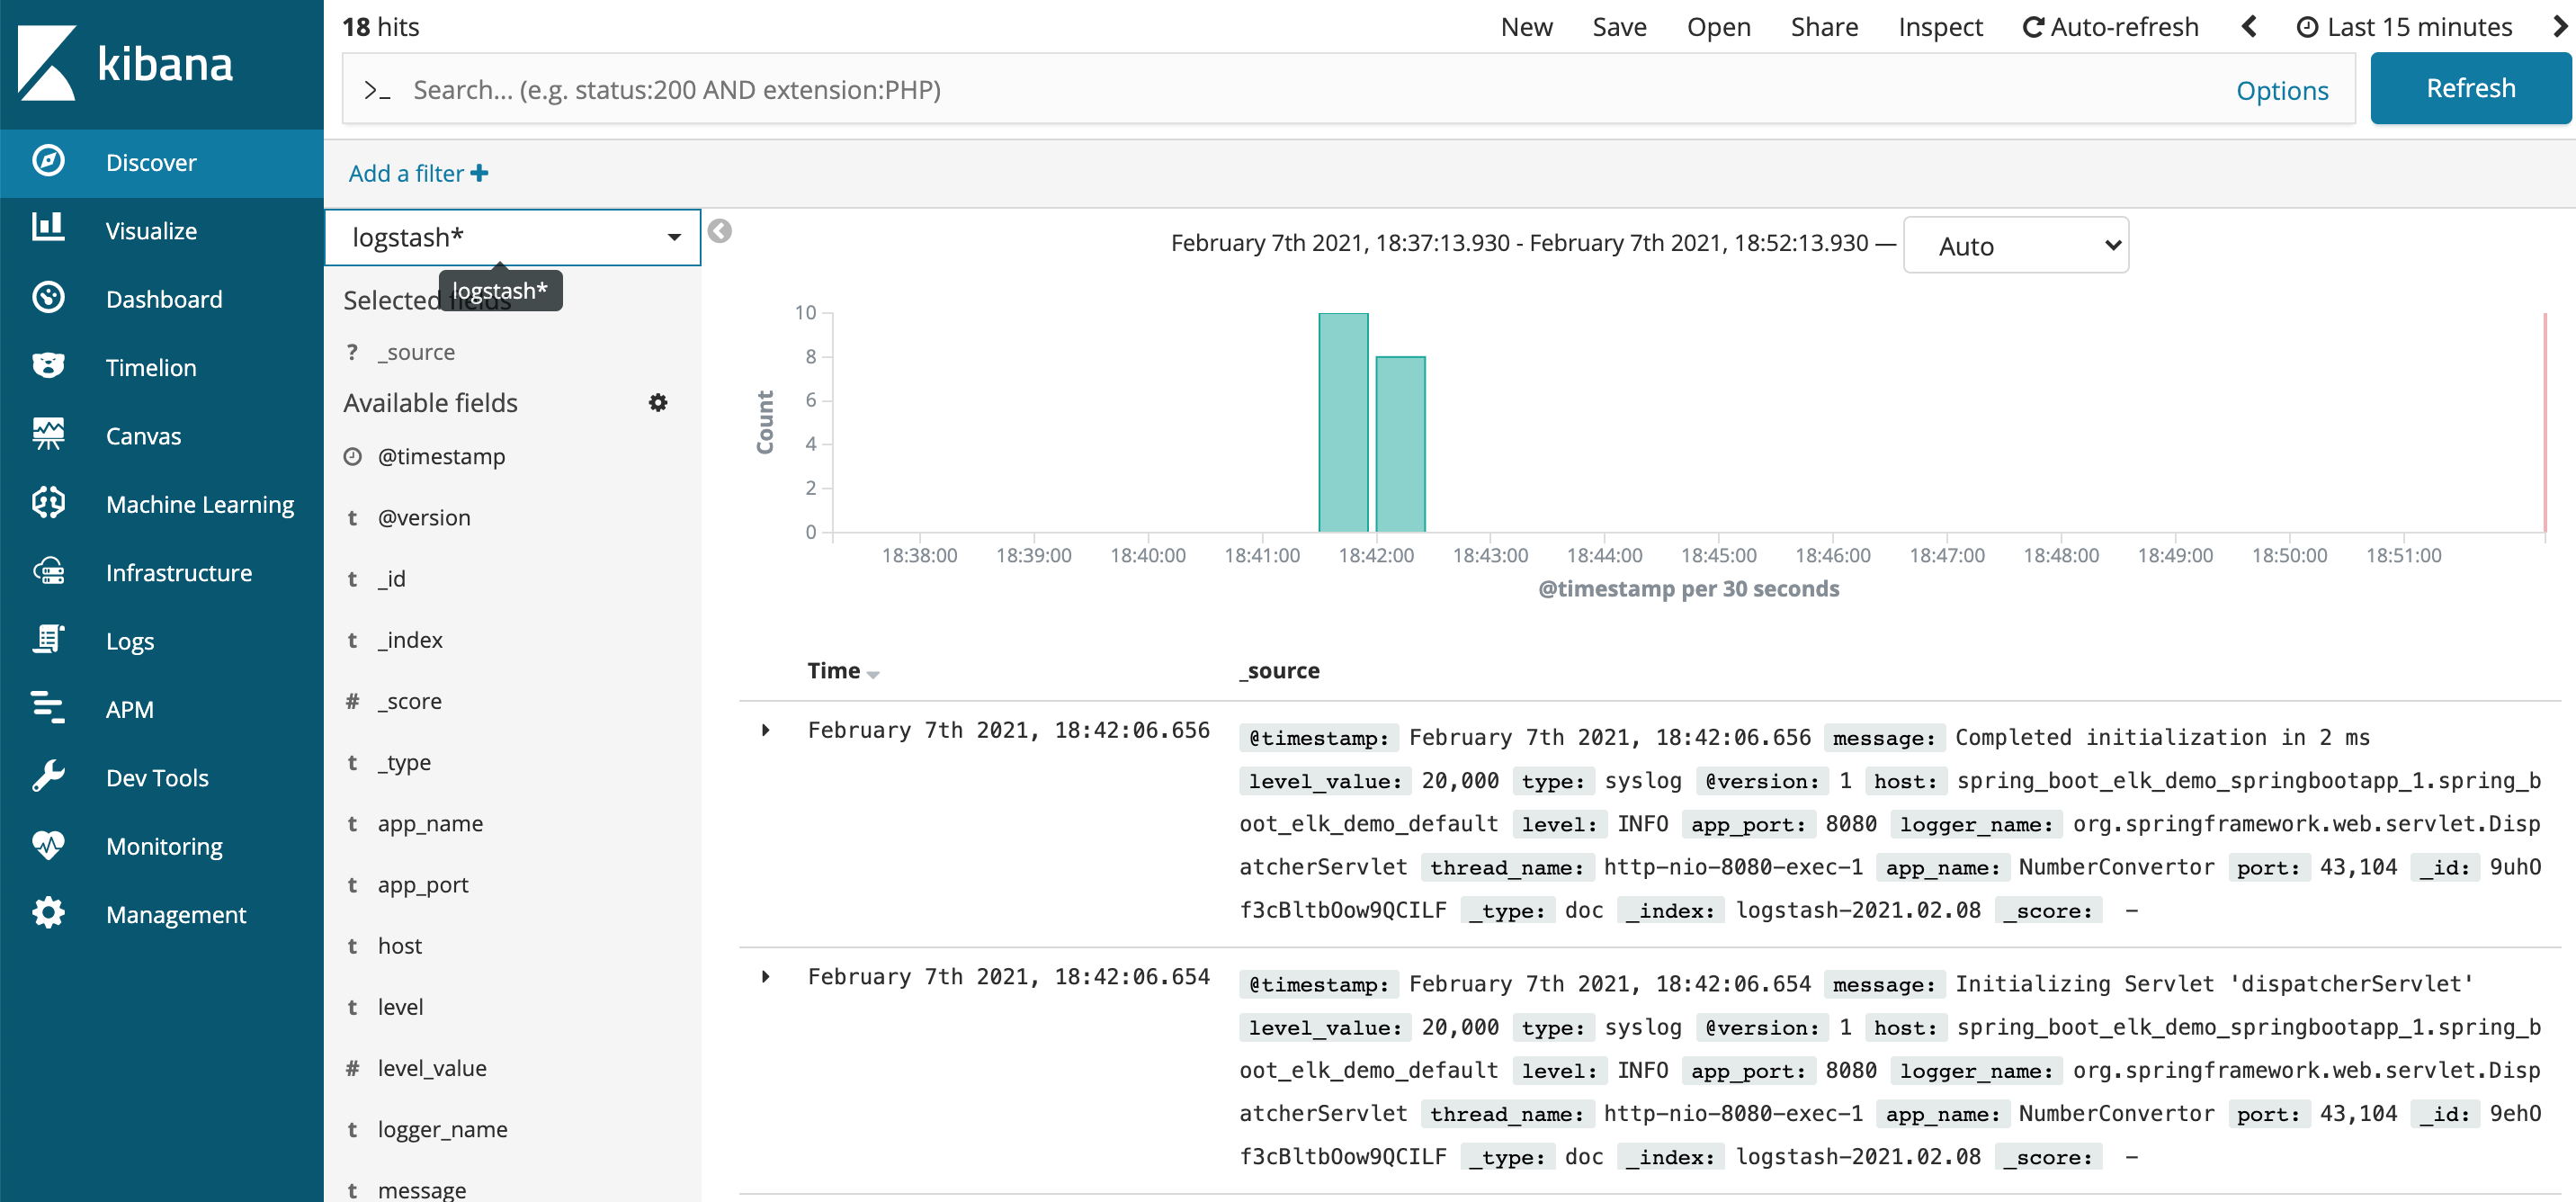 kibana
Discover
Visualize
Dashboard
Timelion
Canvas
Machine Learning
Infrastructure
Logs
APM
Dev Tools
Monitoring
Management
18 hits
New Save Open Share Inspect Auto-refresh Last 15 minutes
>_ Search... (e.g. status:200 AND extension:PHP) Options Refresh
Add a filter +
logstash*
logstash*
Selected fields
? _source
Available fields
@timestamp
t @version
t _id
t _index
# _score
t _type
t app_name
t app_port
t host
t level
# level_value
t logger_name
t message
February 7th 2021, 18:37:13.930 - February 7th 2021, 18:52:13.930 — Auto
Count
10
8
6
4
2
0
18:38:00 18:39:00 18:40:00 18:41:00 18:42:00 18:43:00 18:44:00 18:45:00 18:46:00 18:47:00 18:48:00 18:49:00 18:50:00 18:51:00
@timestamp per 30 seconds
Time _source
February 7th 2021, 18:42:06.656 @timestamp: February 7th 2021, 18:42:06.656 message: Completed initialization in 2 ms
level_value: 20,000 type: syslog @version: 1 host: spring_boot_elk_demo_springbootapp_1.spring_b
oot_elk_demo_default level: INFO app_port: 8080 logger_name: org.springframework.web.servlet.Disp
atcherServlet thread_name: http-nio-8080-exec-1 app_name: NumberConvertor port: 43,104 _id: 9uhO
f3cBltbOow9QCILF _type: doc _index: logstash-2021.02.08 _score: –
February 7th 2021, 18:42:06.654 @timestamp: February 7th 2021, 18:42:06.654 message: Initializing Servlet 'dispatcherServlet'
level_value: 20,000 type: syslog @version: 1 host: spring_boot_elk_demo_springbootapp_1.spring_b
oot_elk_demo_default level: INFO app_port: 8080 logger_name: org.springframework.web.servlet.Disp
atcherServlet thread_name: http-nio-8080-exec-1 app_name: NumberConvertor port: 43,104 _id: 9ehO
f3cBltbOow9QCILF _type: doc _index: logstash-2021.02.08 _score: –